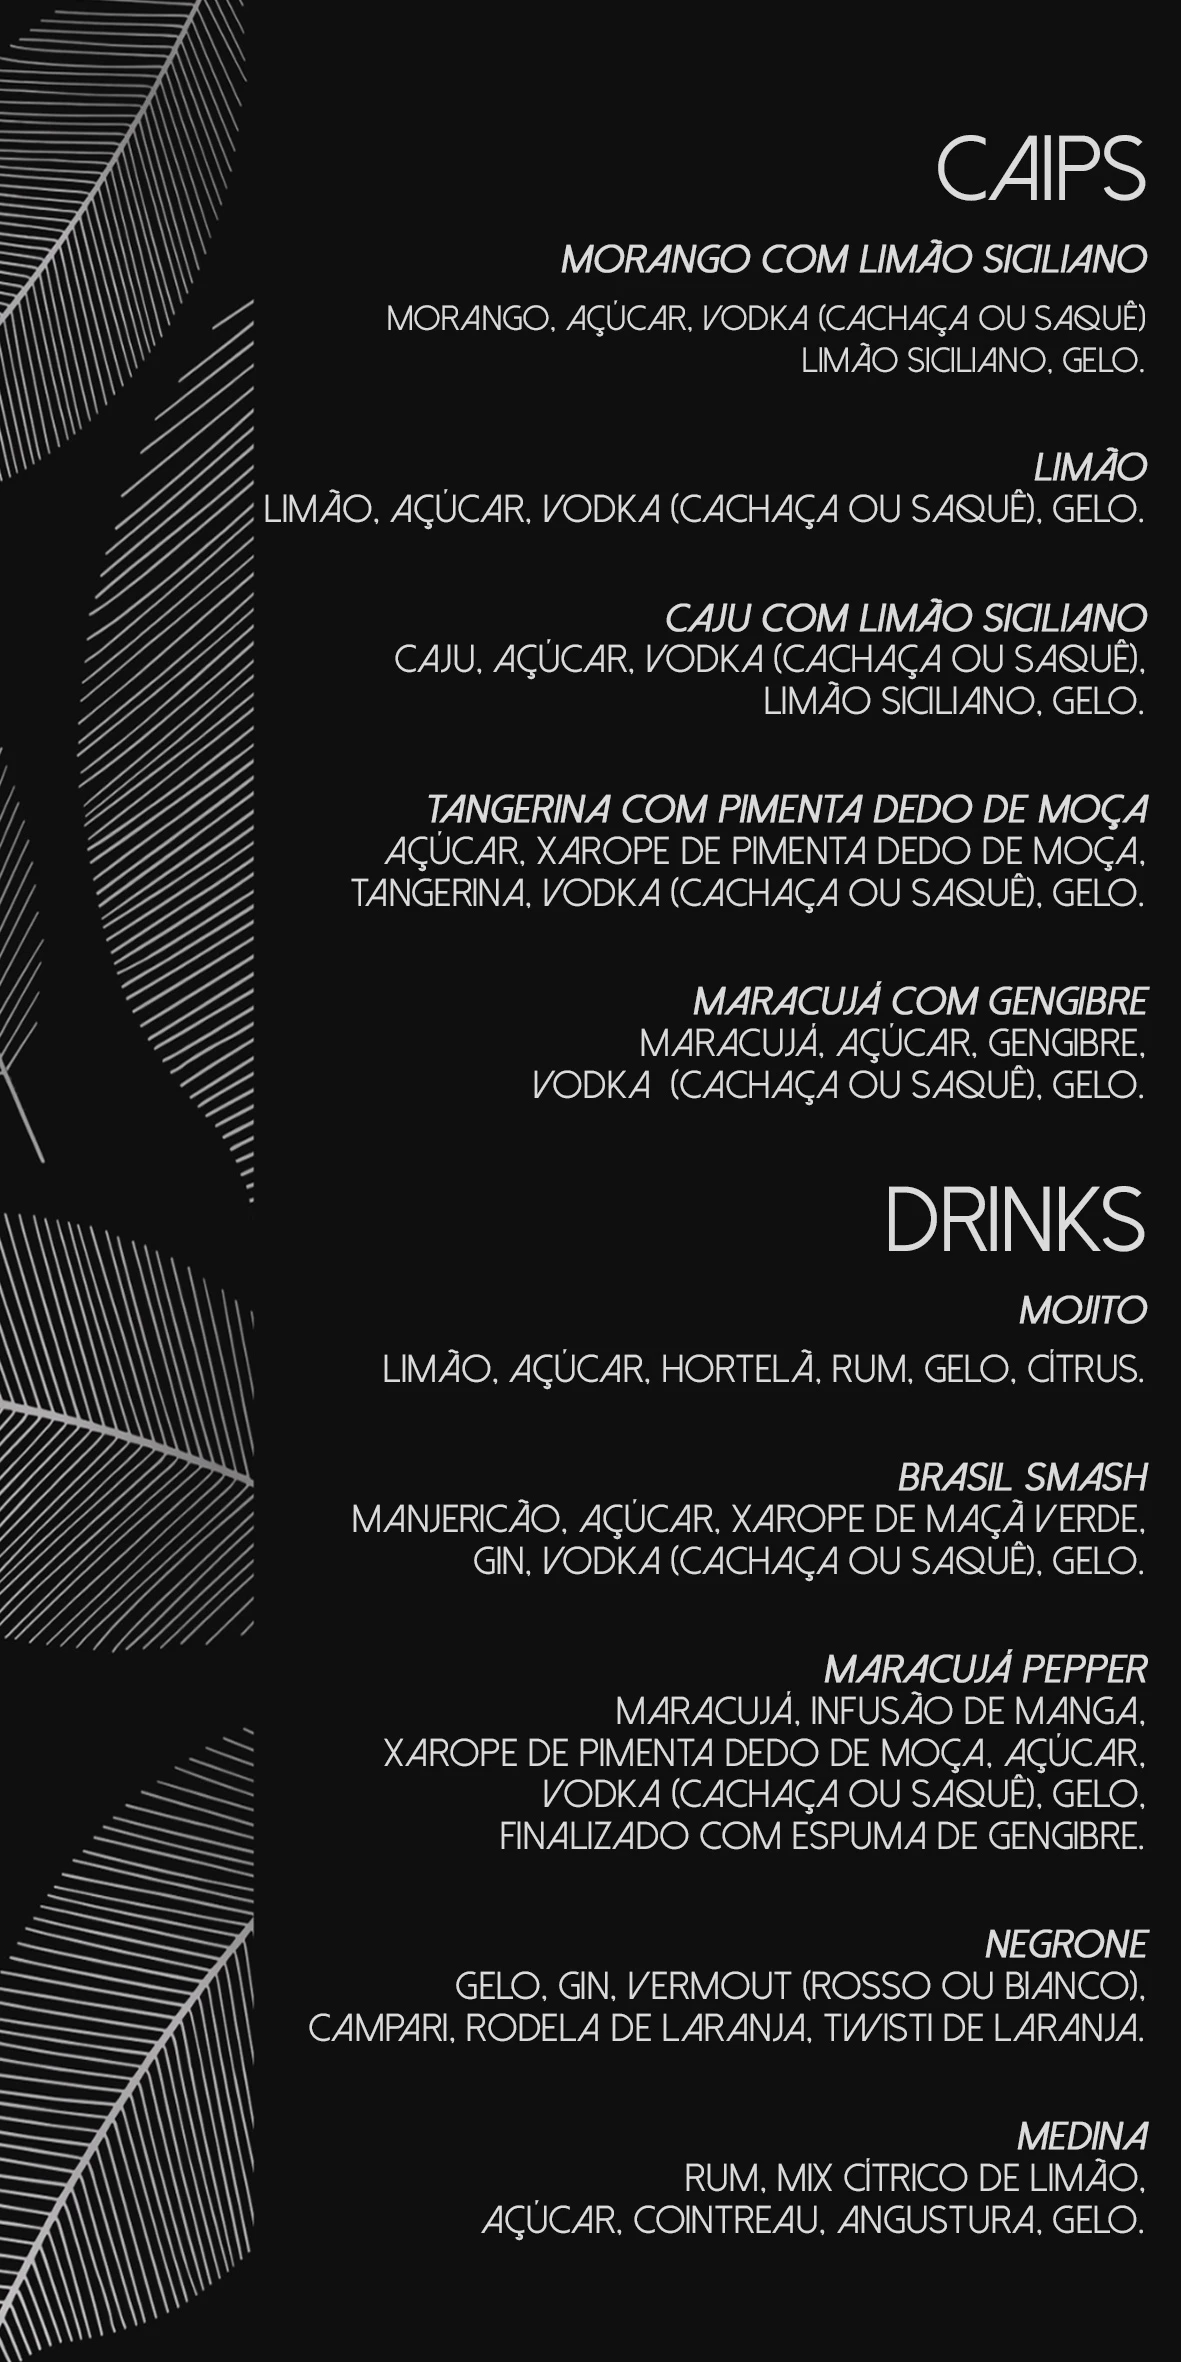 CAIPS
MORANGO COM LIMÃO SICILIANO
MORANGO, AÇÚCAR, VODKA (CACHAÇA OU SAQUÊ)
LIMÃO SICILIANO, GELO.
LIMÃO
LIMÃO, AÇÚCAR, VODKA (CACHAÇA OU SAQUÊ), GELO.
CAJU COM LIMÃO SICILIANO
CAJU, AÇÚCAR, VODKA (CACHAÇA OU SAQUÊ),
LIMÃO SICILIANO, GELO.
TANGERINA COM PIMENTA DEDO DE MOÇA
AÇÚCAR, XAROPE DE PIMENTA DEDO DE MOÇA,
TANGERINA, VODKA (CACHAÇA OU SAQUÊ), GELO.
MARACUJÁ COM GENGIBRE
MARACUJÁ, AÇÚCAR, GENGIBRE,
VODKA (CACHAÇA OU SAQUÊ), GELO.
DRINKS
MOJITO
LIMÃO, AÇÚCAR, HORTELÃ, RUM, GELO, CÍTRUS.
BRASIL SMASH
MANJERICÃO, AÇÚCAR, XAROPE DE MAÇÃ VERDE,
GIN, VODKA (CACHAÇA OU SAQUÊ), GELO.
MARACUJÁ PEPPER
MARACUJÁ, INFUSÃO DE MANGA,
XAROPE DE PIMENTA DEDO DE MOÇA, AÇÚCAR,
VODKA (CACHAÇA OU SAQUÊ), GELO,
FINALIZADO COM ESPUMA DE GENGIBRE.
NEGRONE
GELO, GIN, VERMOUT (ROSSO OU BIANCO),
CAMPARI, RODELA DE LARANJA, TWISTI DE LARANJA.
MEDINA
RUM, MIX CÍTRICO DE LIMÃO,
AÇÚCAR, COINTREAU, ANGUSTURA, GELO.